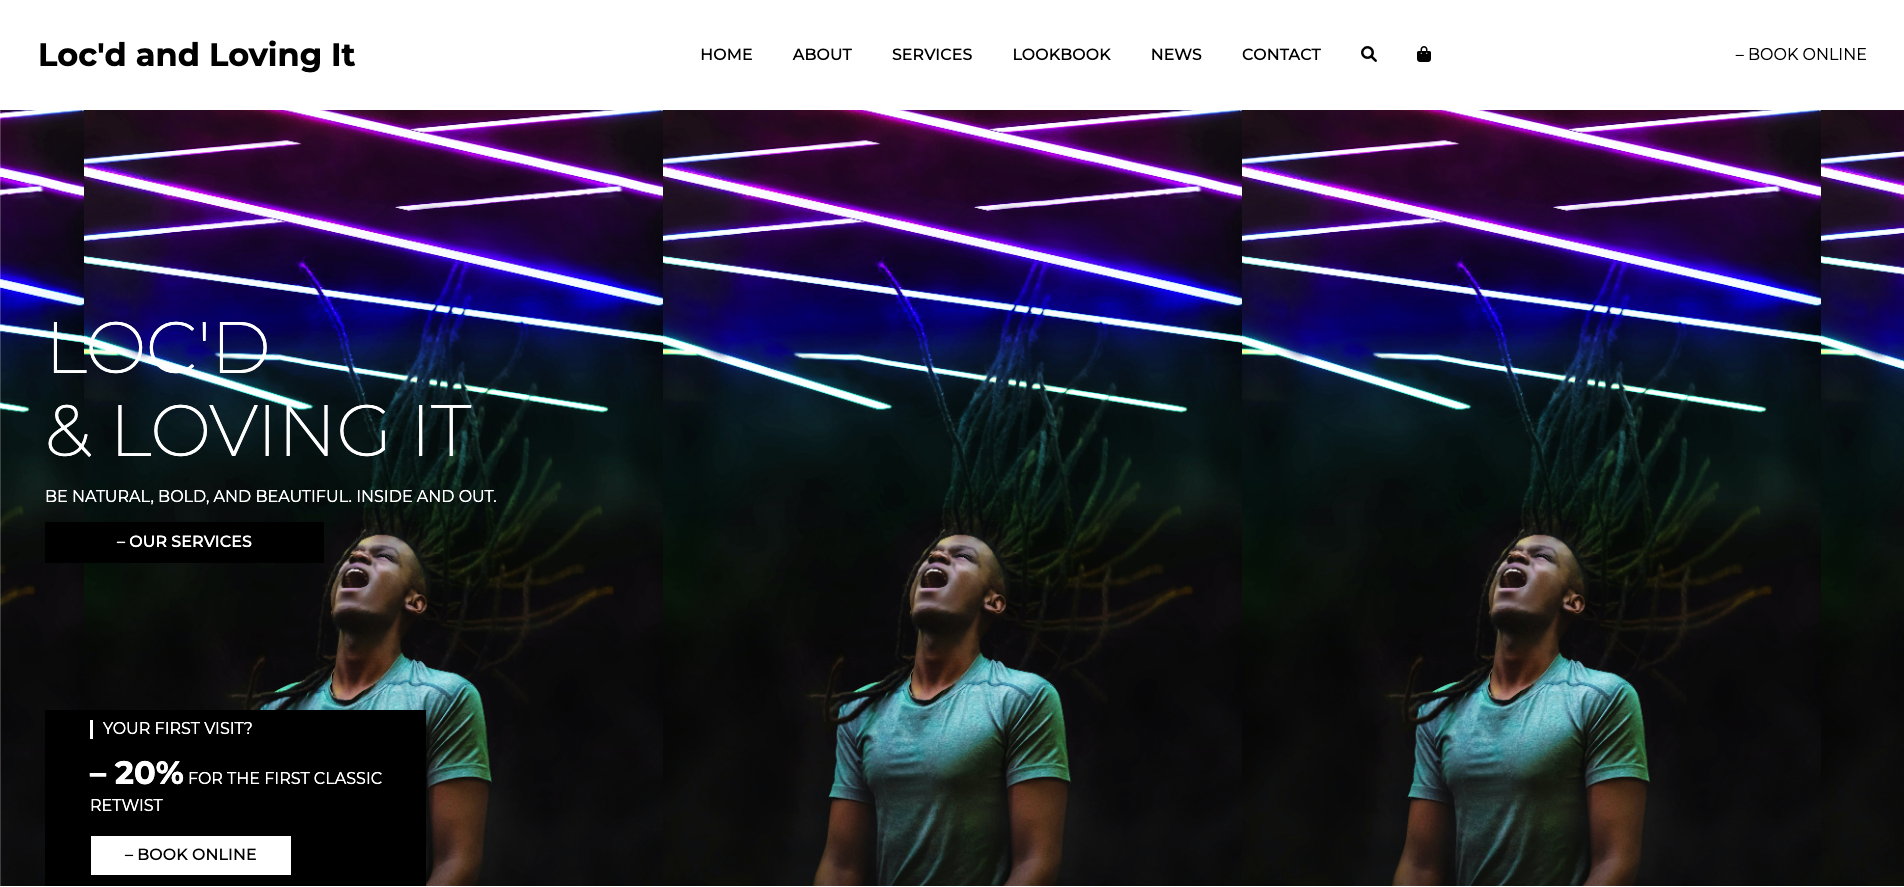 Loc'd and Loving It
HOME ABOUT SERVICES LOOKBOOK NEWS CONTACT
– BOOK ONLINE
LOC'D
& LOVING IT
BE NATURAL, BOLD, AND BEAUTIFUL. INSIDE AND OUT.
– OUR SERVICES
YOUR FIRST VISIT?
– 20% FOR THE FIRST CLASSIC
RETWIST
– BOOK ONLINE